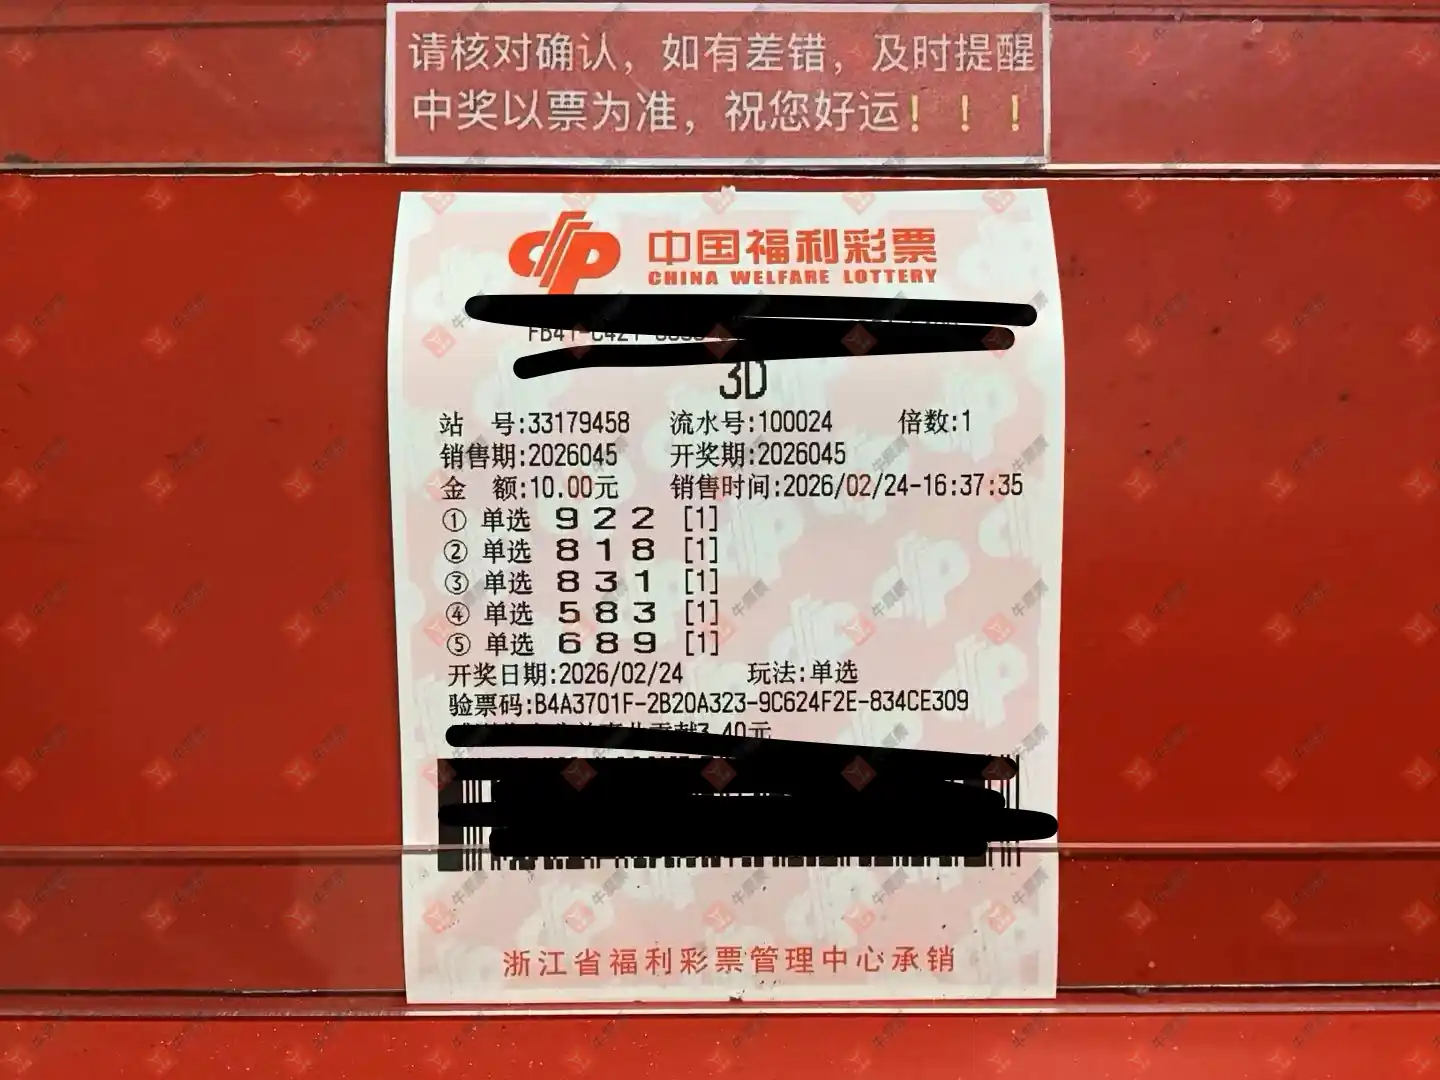 请核对确认，如有差错，及时提醒
中奖以票为准，祝您好运！！！
中国福利彩票
CHINA WELFARE LOTTERY
3D
站 号:33179458 流水号:100024 倍数:1
销售期:2026045 开奖期:2026045
金 额:10.00元 销售时间:2026/02/24-16:37:35
① 单选 9 2 2 [1]
② 单选 8 1 8 [1]
③ 单选 8 3 1 [1]
④ 单选 5 8 3 [1]
⑤ 单选 6 8 9 [1]
开奖日期:2026/02/24 玩法:单选
验票码:B4A3701F-2B20A323-9C624F2E-834CE309
3.40元
浙江省福利彩票管理中心承销